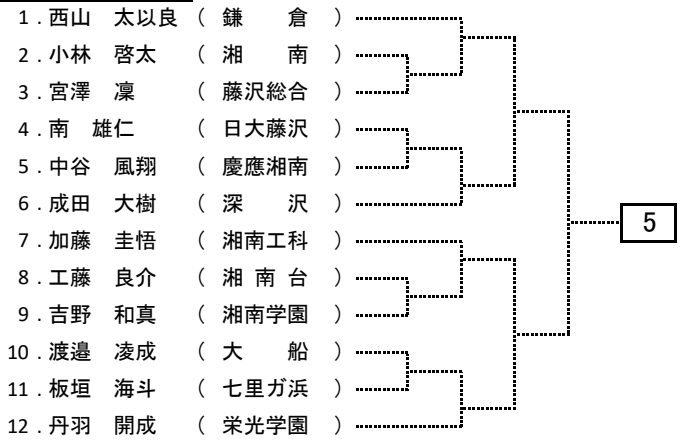 1．西山　太以良（ 鎌　　倉 ）
2．小林　啓太　（ 湘　　南 ）
3．宮澤　凜　　（ 藤沢総合 ）
4．南　雄仁　　（ 日大藤沢 ）
5．中谷　風翔　（ 慶應湘南 ）
6．成田　大樹　（ 深　　沢 ）
7．加藤　圭悟　（ 湘南工科 ）
5
8．工藤　良介　（ 湘 南 台 ）
9．吉野　和真　（ 湘南学園 ）
10．渡邉　凌成　（ 大　　船 ）
11．板垣　海斗　（ 七里ガ浜 ）
12．丹羽　開成　（ 栄光学園 ）